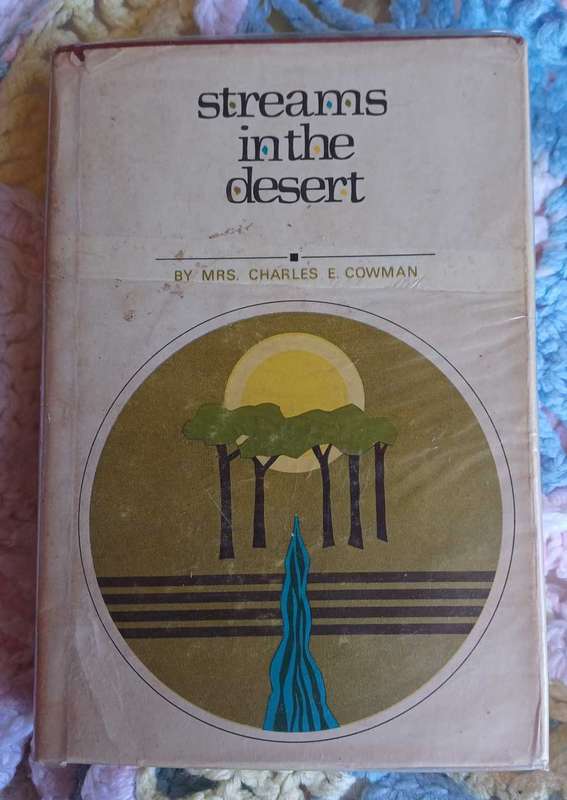 streams
in the
desert
BY MRS. CHARLES E. COWMAN